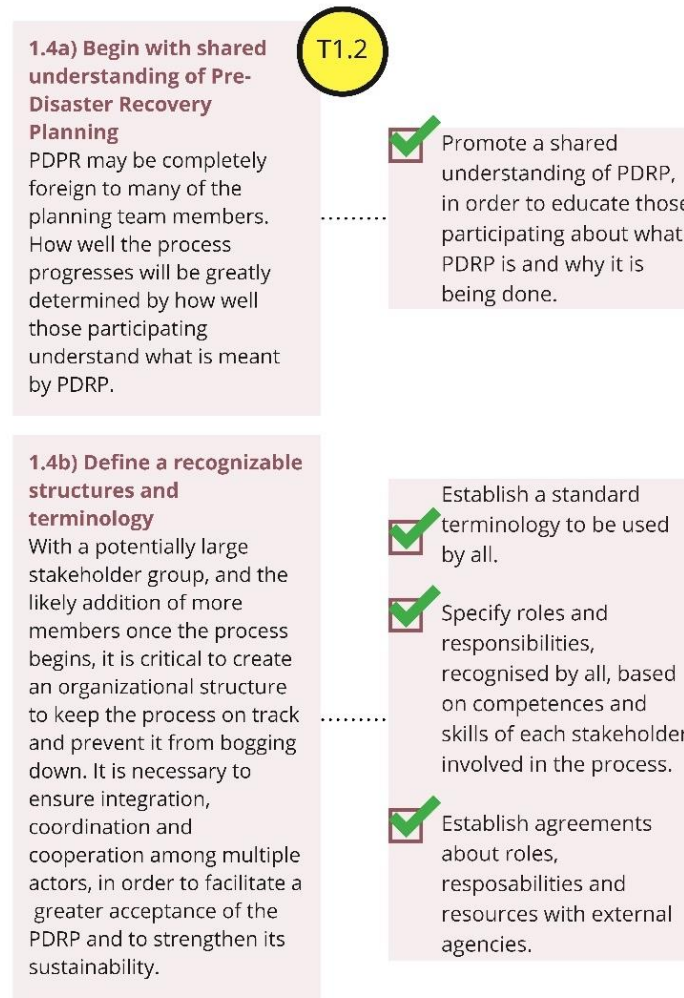 T1.2
1.4a) Begin with shared
understanding of Pre-
Disaster Recovery
Planning
PDPR may be completely
foreign to many of the
planning team members.
How well the process
progresses will be greatly
determined by how well
those participating
understand what is meant
by PDRP.
Promote a shared
understanding of PDRP,
in order to educate those
participating about what
PDRP is and why it is
being done.
1.4b) Define a recognizable
structures and
terminology
With a potentially large
stakeholder group, and the
likely addition of more
members once the process
begins, it is critical to create
an organizational structure
to keep the process on track
and prevent it from bogging
down. It is necessary to
ensure integration,
coordination and
cooperation among multiple
actors, in order to facilitate a
greater acceptance of the
PDRP and to strengthen its
sustainability.
Establish a standard
terminology to be used
by all.
Specify roles and
responsibilities,
recognised by all, based
on competences and
skills of each stakeholder
involved in the process.
Establish agreements
about roles,
resposabilities and
resources with external
agencies.